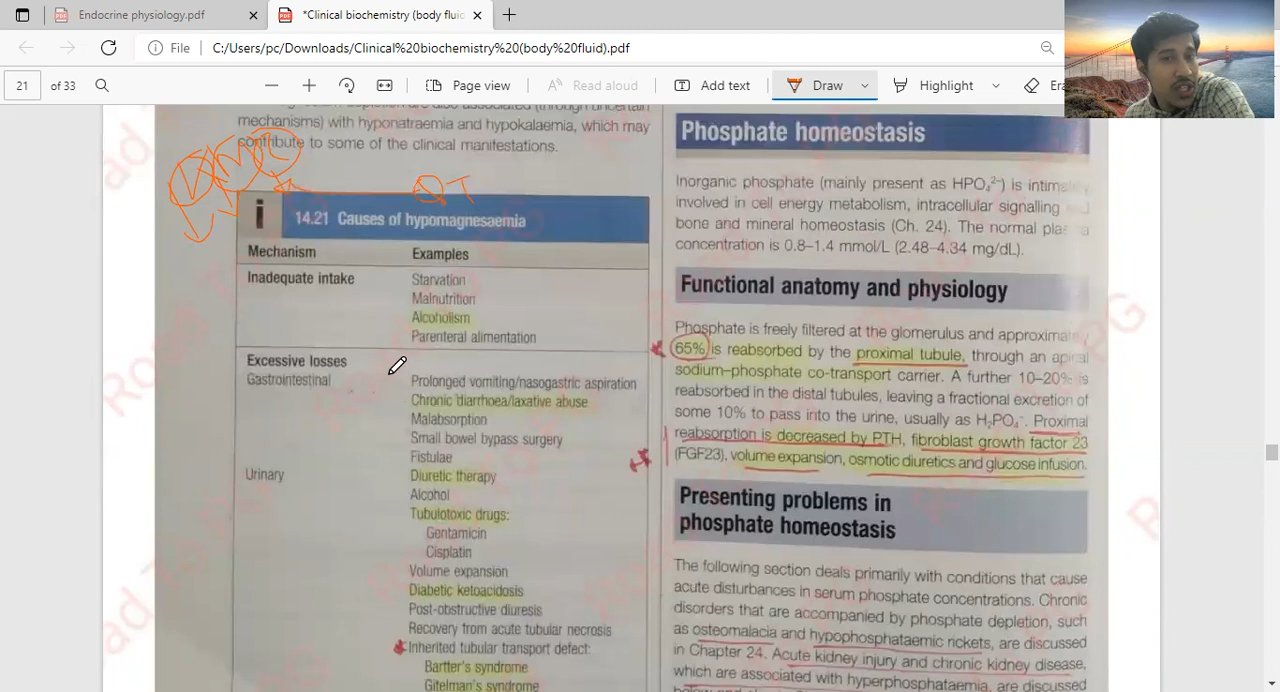 Endocrine physiology.pdf
*Clinical biochemistry (body fluid
File
C:/Users/pc/Downloads/Clinical%20biochemistry%20(body%20fluid).pdf
21
of 33
Page view
Read aloud
Add text
Draw
Highlight
Era
mechanisms) with hyponatraemia and hypokalaemia, which may
contribute to some of the clinical manifestations.
QT
i
14.21 Causes of hypomagnesaemia
Mechanism
Examples
Inadequate intake
Starvation
Malnutrition
Alcoholism
Parenteral alimentation
Excessive losses
Gastrointestinal
Prolonged vomiting/nasogastric aspiration
Chronic diarrhoea/laxative abuse
Malabsorption
Small bowel bypass surgery
Fistulae
Urinary
Diuretic therapy
Alcohol
Tubulotoxic drugs:
Gentamicin
Cisplatin
Volume expansion
Diabetic ketoacidosis
Post-obstructive diuresis
Recovery from acute tubular necrosis
Inherited tubular transport defect:
Bartter's syndrome
Gitelman's syndrome
Phosphate homeostasis
Inorganic phosphate (mainly present as HPO₄²⁻) is intimately
involved in cell energy metabolism, intracellular signalling and
bone and mineral homeostasis (Ch. 24). The normal plasma
concentration is 0.8–1.4 mmol/L (2.48–4.34 mg/dL).
Functional anatomy and physiology
Phosphate is freely filtered at the glomerulus and approximately
65% is reabsorbed by the proximal tubule, through an apical
sodium–phosphate co-transport carrier. A further 10–20% is
reabsorbed in the distal tubules, leaving a fractional excretion of
some 10% to pass into the urine, usually as H₂PO₄⁻. Proximal
reabsorption is decreased by PTH, fibroblast growth factor 23
(FGF23), volume expansion, osmotic diuretics and glucose infusion.
Presenting problems in
phosphate homeostasis
The following section deals primarily with conditions that cause
acute disturbances in serum phosphate concentrations. Chronic
disorders that are accompanied by phosphate depletion, such
as osteomalacia and hypophosphataemic rickets, are discussed
in Chapter 24. Acute kidney injury and chronic kidney disease,
which are associated with hyperphosphataemia, are discussed